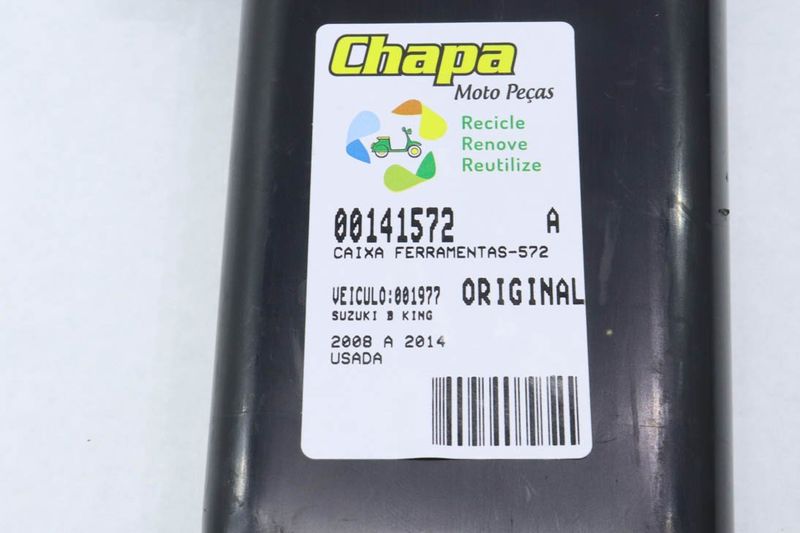 Chapa
Moto Peças
Recicle
Renove
Reutilize
00141572 A
CAIXA FERRAMENTAS-572
VEICULO:001977 ORIGINAL
SUZUKI B KING
2008 A 2014
USADA